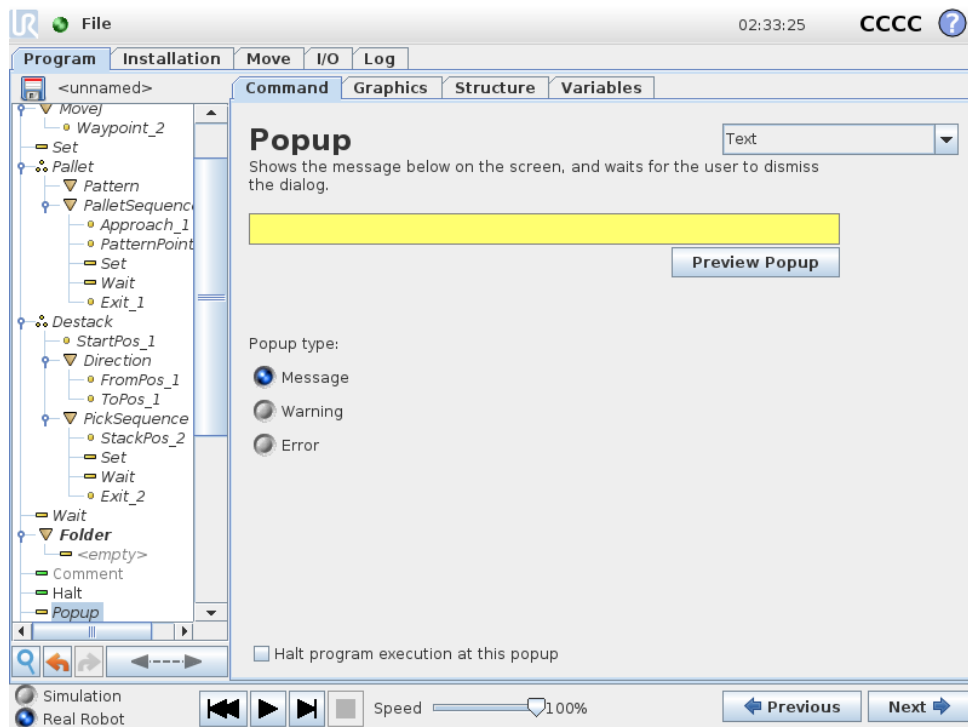 UR File 02:33:25 CCCC ?
Program Installation Move I/O Log
<unnamed> Command Graphics Structure Variables
MoveJ
Waypoint_2
Set
Pallet
Pattern
PalletSequenc
Approach_1
PatternPoint
Set
Wait
Exit_1
Destack
StartPos_1
Direction
FromPos_1
ToPos_1
PickSequence
StackPos_2
Set
Wait
Exit_2
Wait
Folder
<empty>
Comment
Halt
Popup
Popup
Text
Shows the message below on the screen, and waits for the user to dismiss
the dialog.
Preview Popup
Popup type:
Message
Warning
Error
Halt program execution at this popup
Simulation
Real Robot
Speed 100%
Previous Next